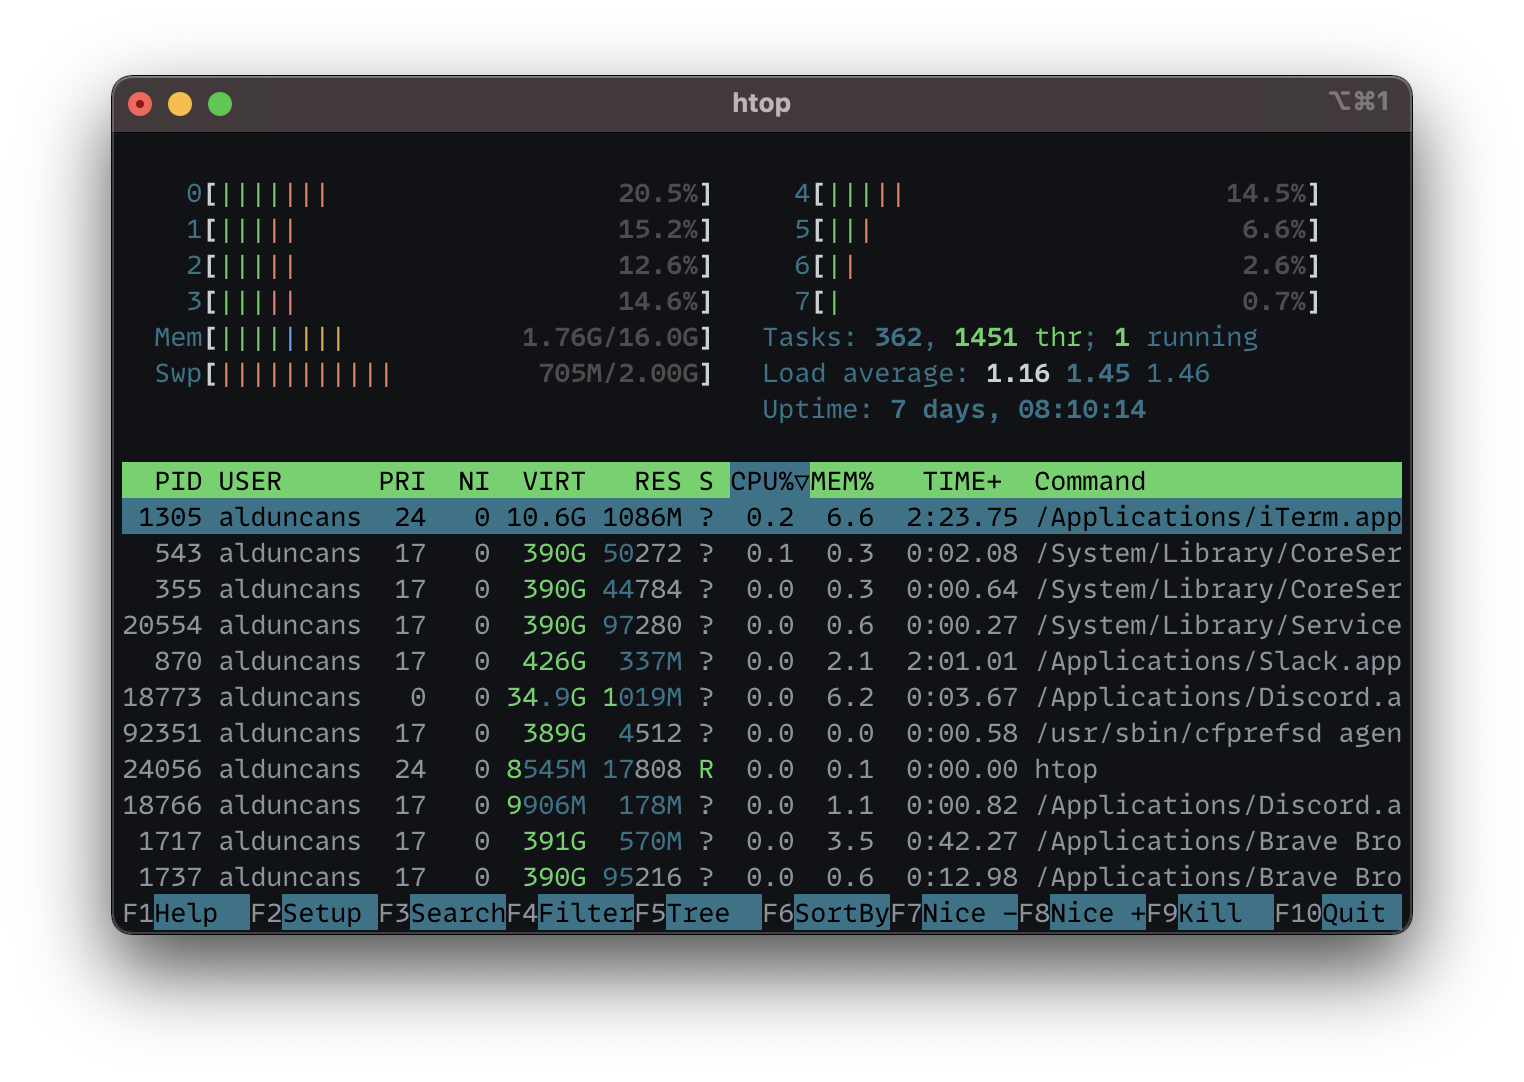 htop ⌥⌘1
0[||||||| 20.5%] 4[||||| 14.5%]
1[||||| 15.2%] 5[||| 6.6%]
2[||||| 12.6%] 6[|| 2.6%]
3[||||| 14.6%] 7[| 0.7%]
Mem[|||||||| 1.76G/16.0G] Tasks: 362, 1451 thr; 1 running
Swp[||||||||||| 705M/2.00G] Load average: 1.16 1.45 1.46
Uptime: 7 days, 08:10:14
PID USER PRI NI VIRT RES S CPU%▽MEM% TIME+ Command
1305 alduncans 24 0 10.6G 1086M ? 0.2 6.6 2:23.75 /Applications/iTerm.app
543 alduncans 17 0 390G 50272 ? 0.1 0.3 0:02.08 /System/Library/CoreSer
355 alduncans 17 0 390G 44784 ? 0.0 0.3 0:00.64 /System/Library/CoreSer
20554 alduncans 17 0 390G 97280 ? 0.0 0.6 0:00.27 /System/Library/Service
870 alduncans 17 0 426G 337M ? 0.0 2.1 2:01.01 /Applications/Slack.app
18773 alduncans 0 0 34.9G 1019M ? 0.0 6.2 0:03.67 /Applications/Discord.a
92351 alduncans 17 0 389G 4512 ? 0.0 0.0 0:00.58 /usr/sbin/cfprefsd agen
24056 alduncans 24 0 8545M 17808 R 0.0 0.1 0:00.00 htop
18766 alduncans 17 0 9906M 178M ? 0.0 1.1 0:00.82 /Applications/Discord.a
1717 alduncans 17 0 391G 570M ? 0.0 3.5 0:42.27 /Applications/Brave Bro
1737 alduncans 17 0 390G 95216 ? 0.0 0.6 0:12.98 /Applications/Brave Bro
F1Help F2Setup F3SearchF4FilterF5Tree F6SortByF7Nice -F8Nice +F9Kill F10Quit